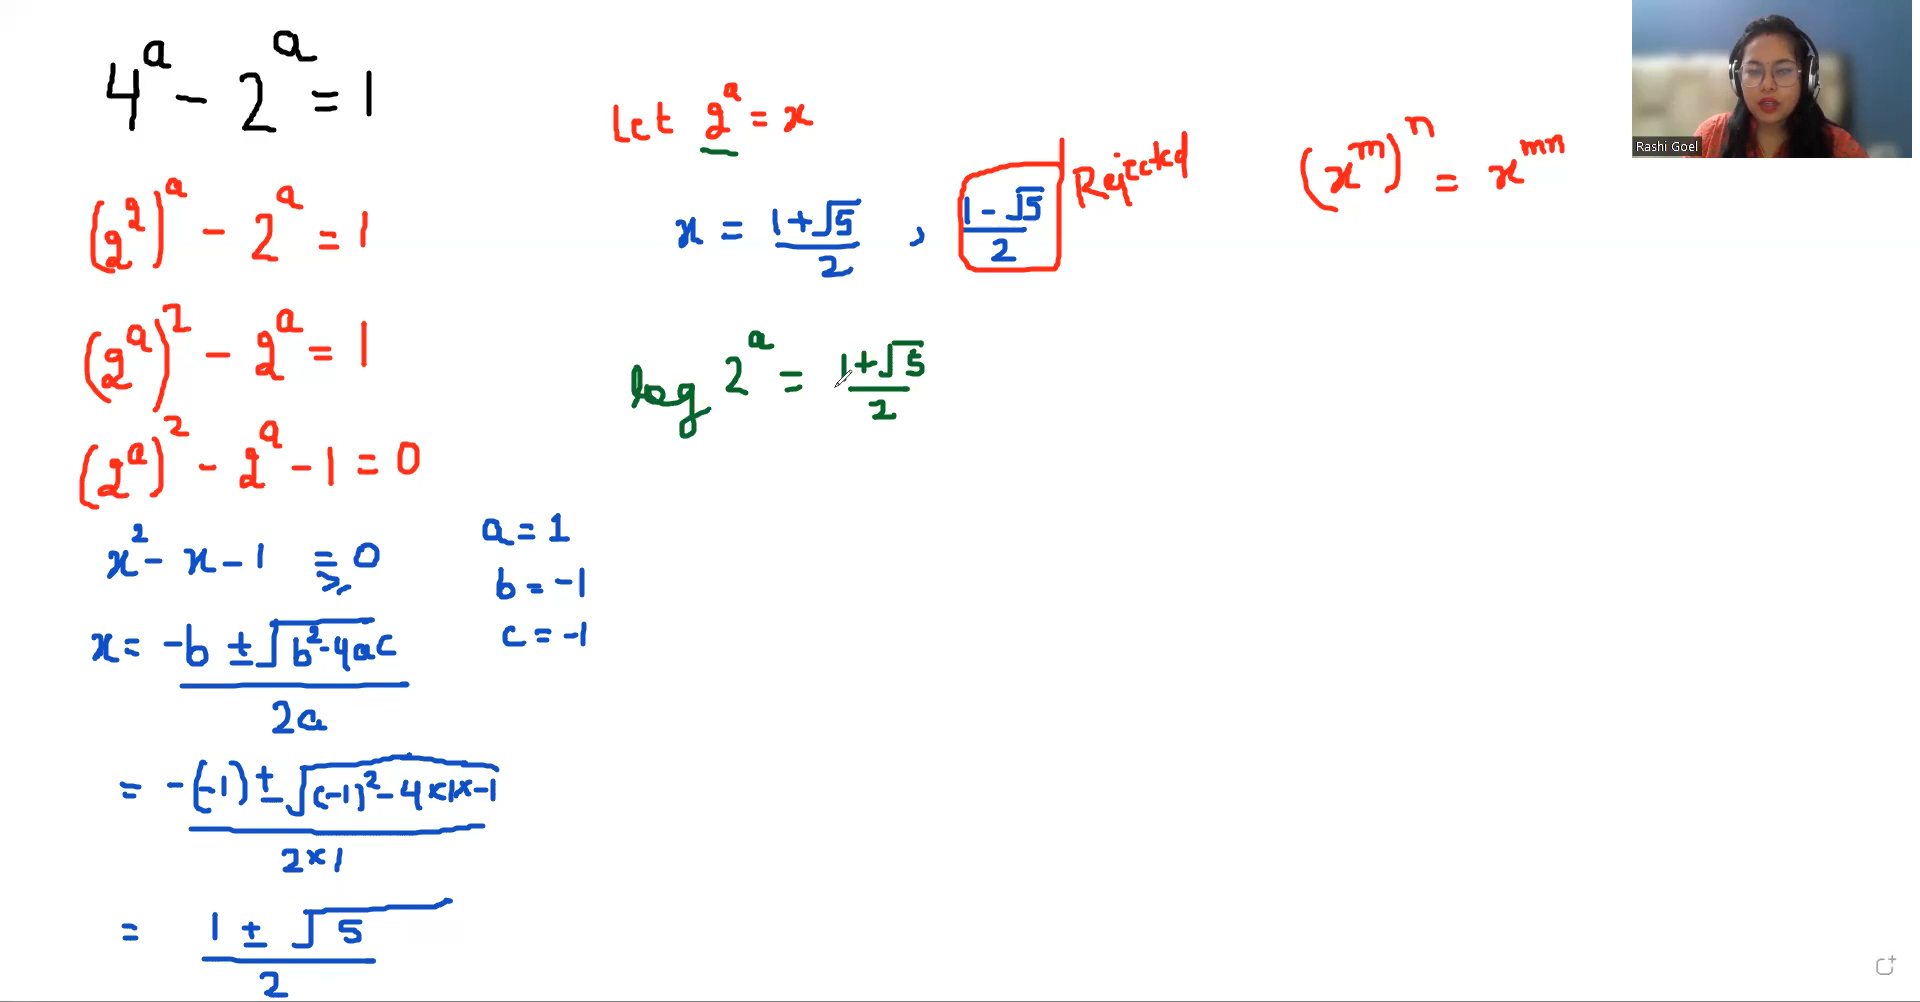 4^a - 2^a = 1
(2^2)^a - 2^a = 1
(2^a)^2 - 2^a = 1
(2^a)^2 - 2^a - 1 = 0
x^2 - x - 1 = 0
x = (-b ± √(b^2 - 4ac)) / 2a
= (-(-1) ± √((-1)^2 - 4×1×-1)) / 2×1
= (1 ± √5) / 2
a = 1
b = -1
c = -1
Let 2^a = x
x = (1+√5)/2 , (1-√5)/2 Rejected
log 2^a = (1+√5)/2
(x^m)^n = x^mn
Rashi Goel